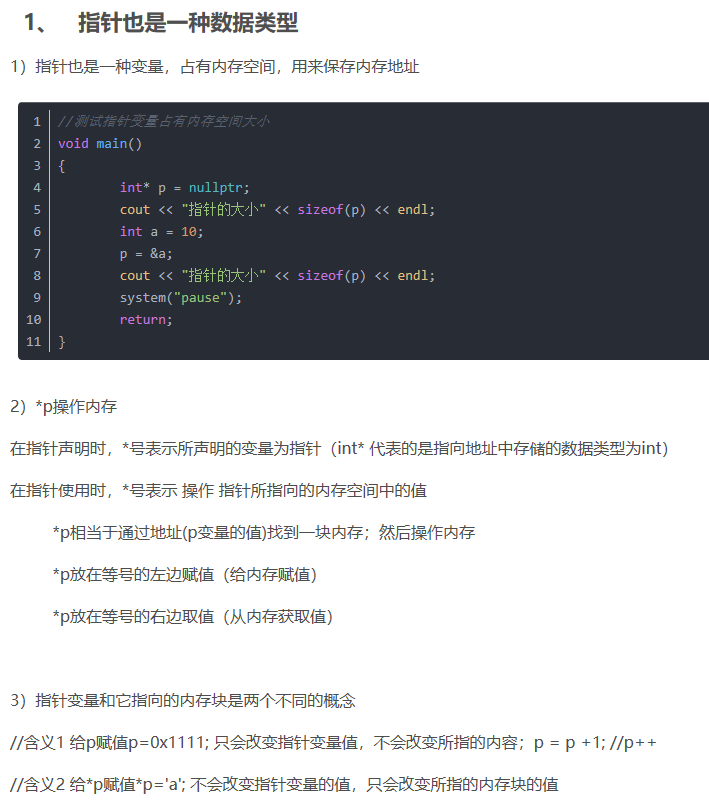 1、 指针也是一种数据类型
1）指针也是一种变量，占有内存空间，用来保存内存地址
1 //测试指针变量占有内存空间大小
2 void main()
3 {
4 int* p = nullptr;
5 cout << "指针的大小" << sizeof(p) << endl;
6 int a = 10;
7 p = &a;
8 cout << "指针的大小" << sizeof(p) << endl;
9 system("pause");
10 return;
11 }
2）*p操作内存
在指针声明时，*号表示所声明的变量为指针（int* 代表的是指向地址中存储的数据类型为int）
在指针使用时，*号表示 操作 指针所指向的内存空间中的值
*p相当于通过地址(p变量的值)找到一块内存；然后操作内存
*p放在等号的左边赋值（给内存赋值）
*p放在等号的右边取值（从内存获取值）
3）指针变量和它指向的内存块是两个不同的概念
//含义1 给p赋值p=0x1111; 只会改变指针变量值，不会改变所指的内容；p = p +1; //p++
//含义2 给*p赋值*p='a'; 不会改变指针变量的值，只会改变所指的内存块的值